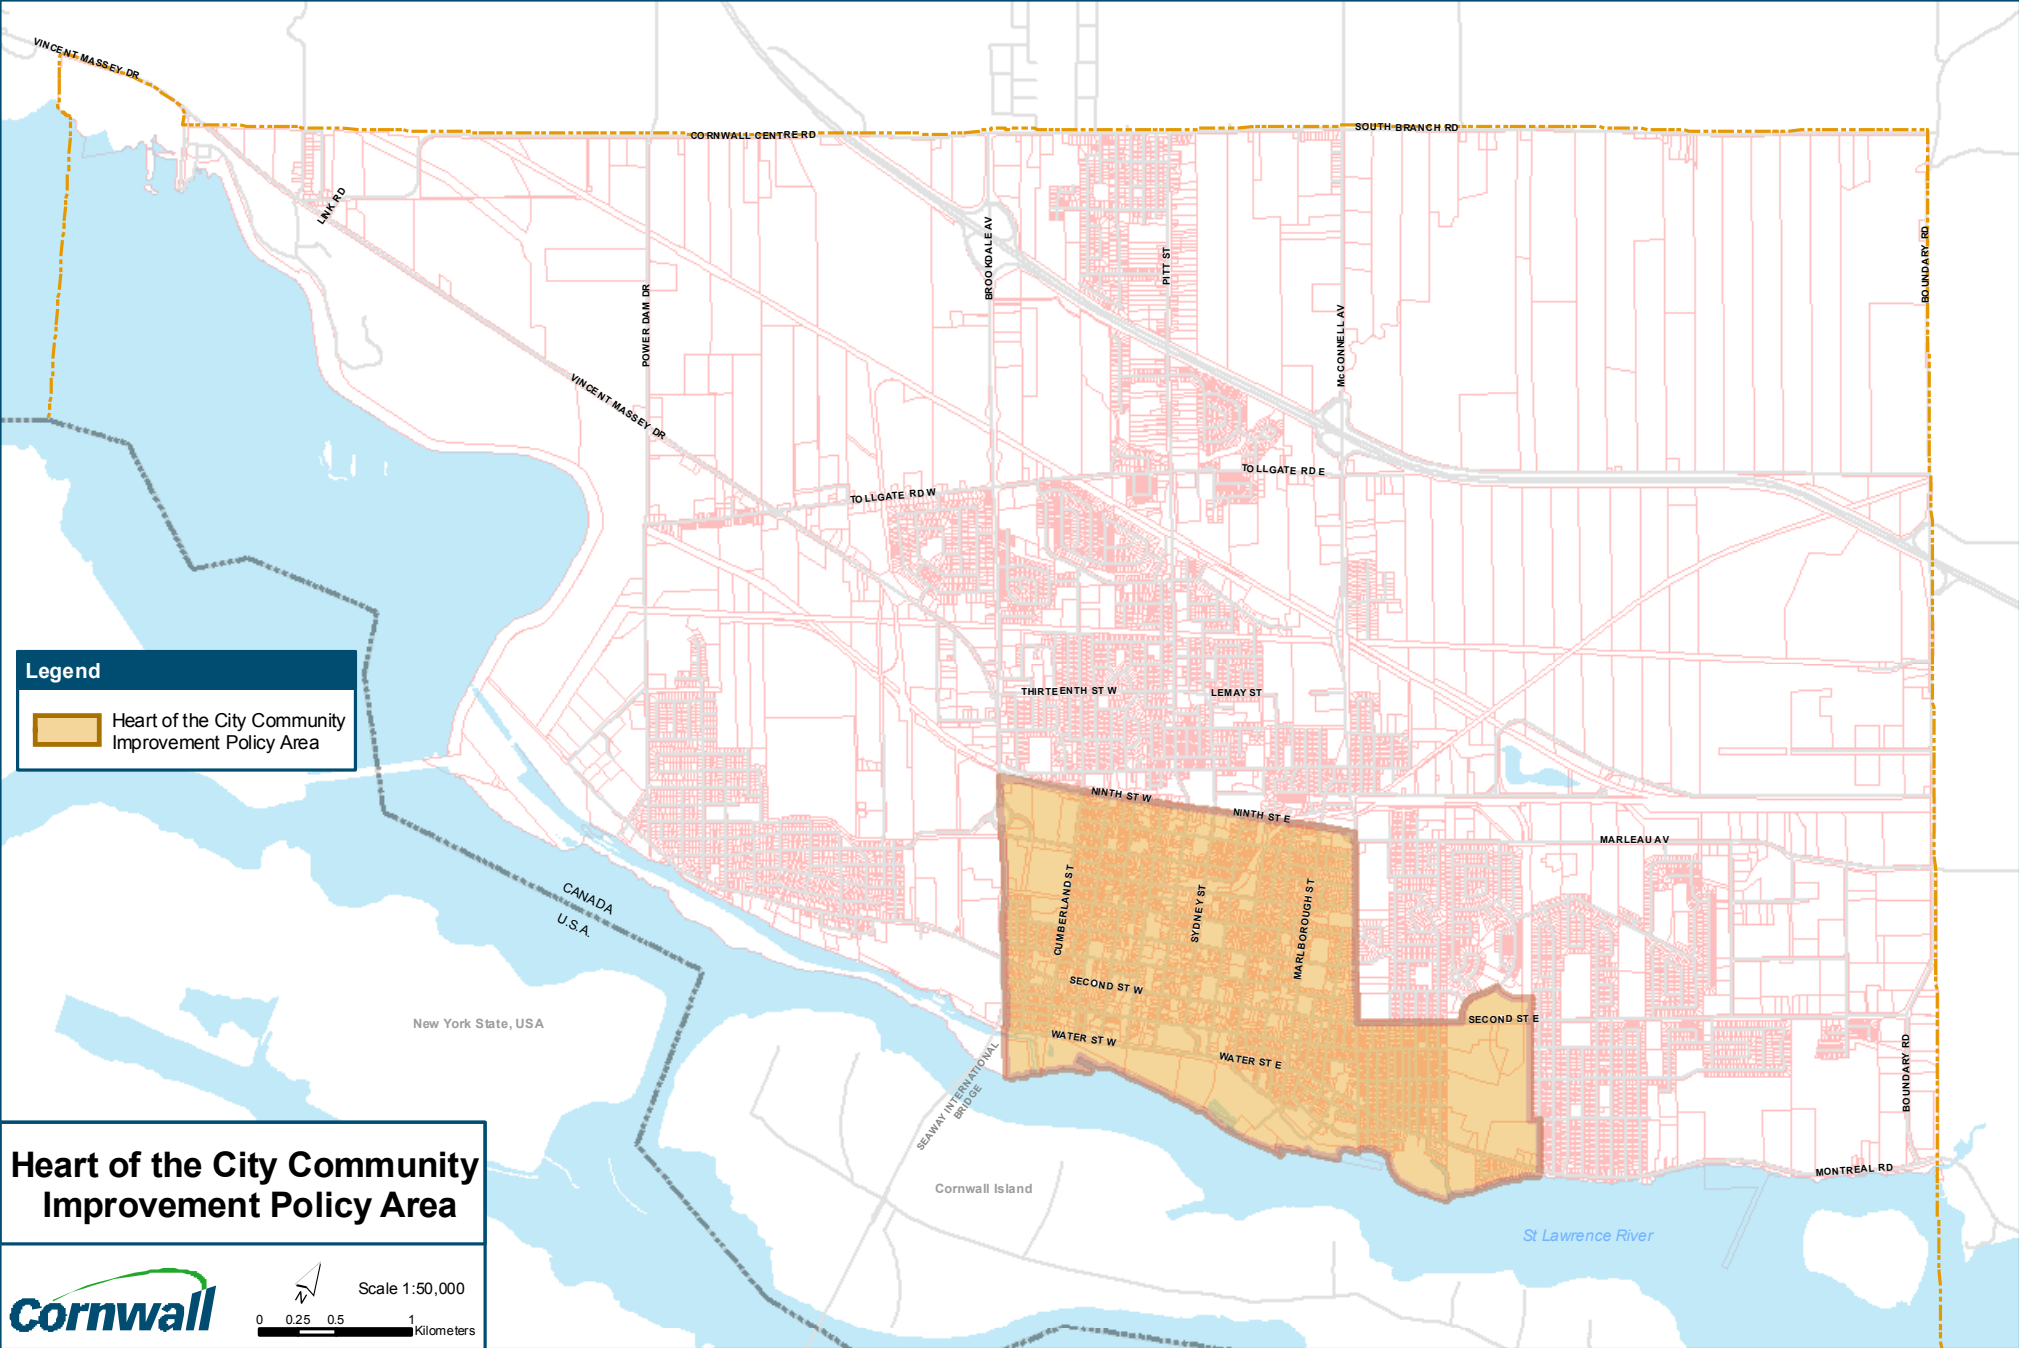 VINCENT MASSEY DR
CORNWALL CENTRE RD
SOUTH BRANCH RD
LINK RD
BROOKDALE AV
PITT ST
BOUNDARY RD
POWER DAM DR
McCONNELL AV
VINCENT MASSEY DR
TOLLGATE RD W
TOLLGATE RD E
Legend
Heart of the City Community
Improvement Policy Area
THIRTEENTH ST W
LEMAY ST
NINTH ST W
NINTH ST E
MARLEAU AV
CANADA
U.S.A.
CUMBERLAND ST
SYDNEY ST
MARLBOROUGH ST
SECOND ST W
SECOND ST E
New York State, USA
WATER ST W
WATER ST E
SEAWAY INTERNATIONAL
BRIDGE
BOUNDARY RD
MONTREAL RD
Cornwall Island
St Lawrence River
Heart of the City Community
Improvement Policy Area
Cornwall
N
Scale 1:50,000
0 0.25 0.5 1
Kilometers